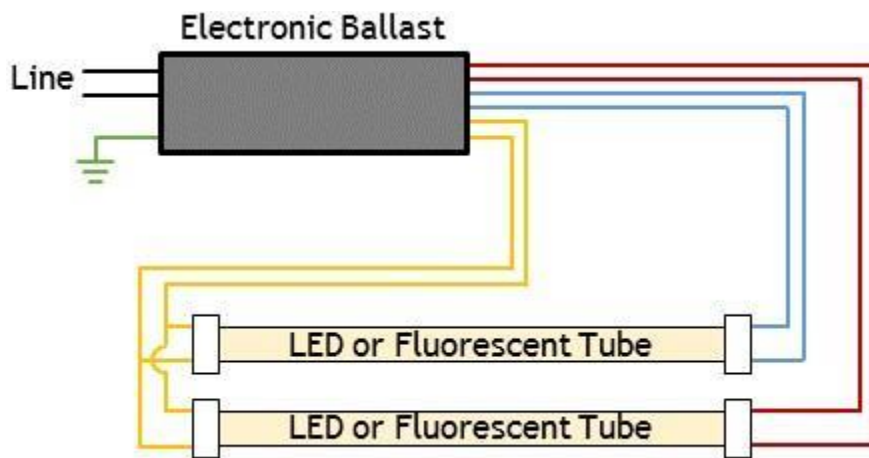 Electronic Ballast
Line
LED or Fluorescent Tube
LED or Fluorescent Tube